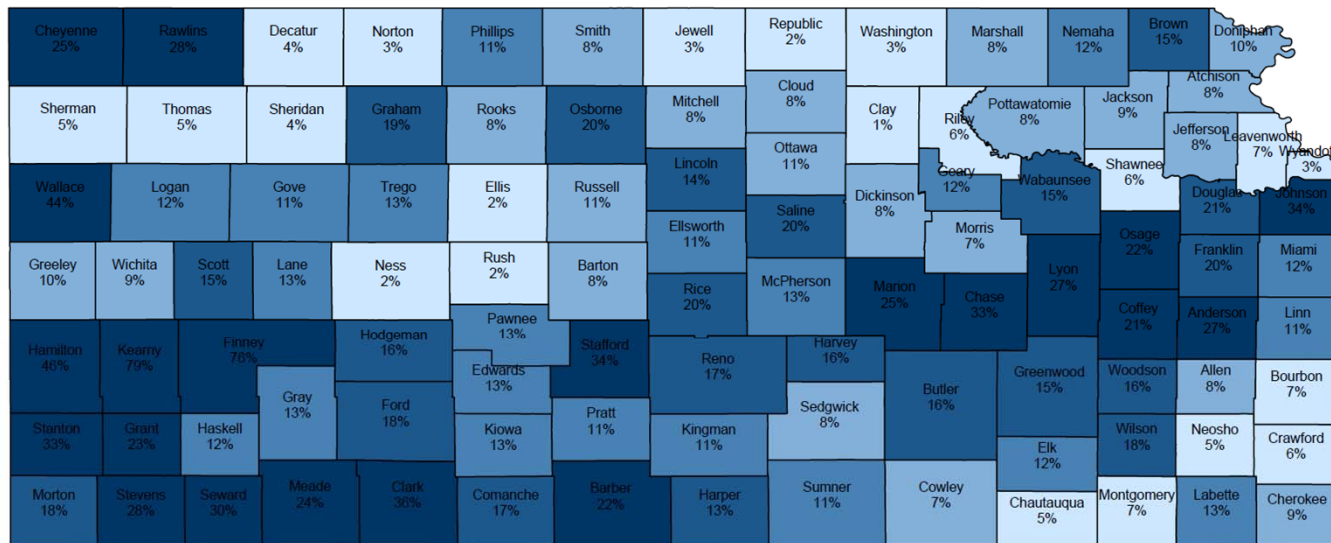 Cheyenne
25%
Rawlins
28%
Decatur
4%
Norton
3%
Phillips
11%
Smith
8%
Jewell
3%
Republic
2%
Washington
3%
Marshall
8%
Nemaha
12%
Brown
15%
Doniphan
10%
Sherman
5%
Thomas
5%
Sheridan
4%
Graham
19%
Rooks
8%
Osborne
20%
Mitchell
8%
Cloud
8%
Clay
1%
Riley
6%
Pottawatomie
8%
Jackson
9%
Atchison
8%
Jefferson
8%
Leavenworth
7%
Wyandot
3%
Wallace
44%
Logan
12%
Gove
11%
Trego
13%
Ellis
2%
Russell
11%
Lincoln
14%
Ottawa
11%
Dickinson
8%
Geary
12%
Wabaunsee
15%
Shawnee
6%
Douglas
21%
Johnson
34%
Ellsworth
11%
Saline
20%
Morris
7%
Osage
22%
Franklin
20%
Miami
12%
Greeley
10%
Wichita
9%
Scott
15%
Lane
13%
Ness
2%
Rush
2%
Barton
8%
Rice
20%
McPherson
13%
Marion
25%
Chase
33%
Lyon
27%
Coffey
21%
Anderson
27%
Linn
11%
Hamilton
46%
Kearny
79%
Finney
76%
Hodgeman
16%
Pawnee
13%
Stafford
34%
Edwards
13%
Reno
17%
Harvey
16%
Butler
16%
Greenwood
15%
Woodson
16%
Allen
8%
Bourbon
7%
Gray
13%
Ford
18%
Stanton
33%
Grant
23%
Haskell
12%
Kiowa
13%
Pratt
11%
Kingman
11%
Sedgwick
8%
Elk
12%
Wilson
18%
Neosho
5%
Crawford
6%
Morton
18%
Stevens
28%
Seward
30%
Meade
24%
Clark
36%
Comanche
17%
Barber
22%
Harper
13%
Sumner
11%
Cowley
7%
Chautauqua
5%
Montgomery
7%
Labette
13%
Cherokee
9%